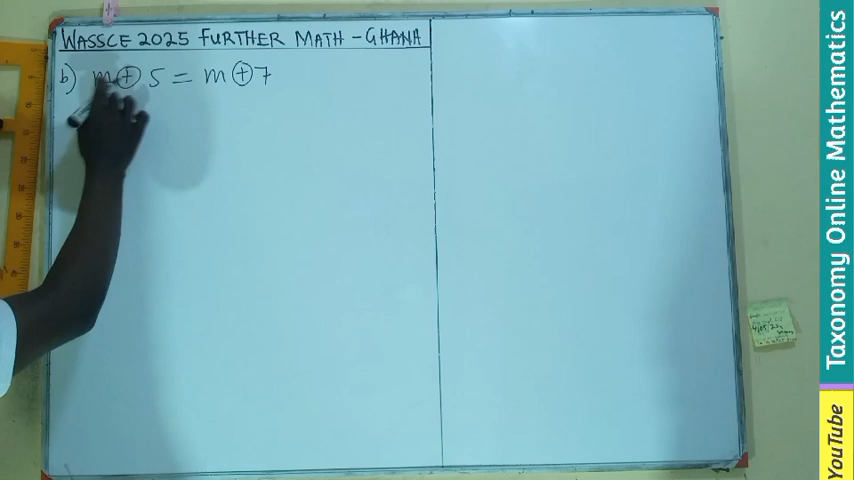 WASSCE 2025 FURTHER MATH - GHANA
b) m ⊕ 5 = m ⊕ 7
Taxonomy Online Mathematics
YouTube